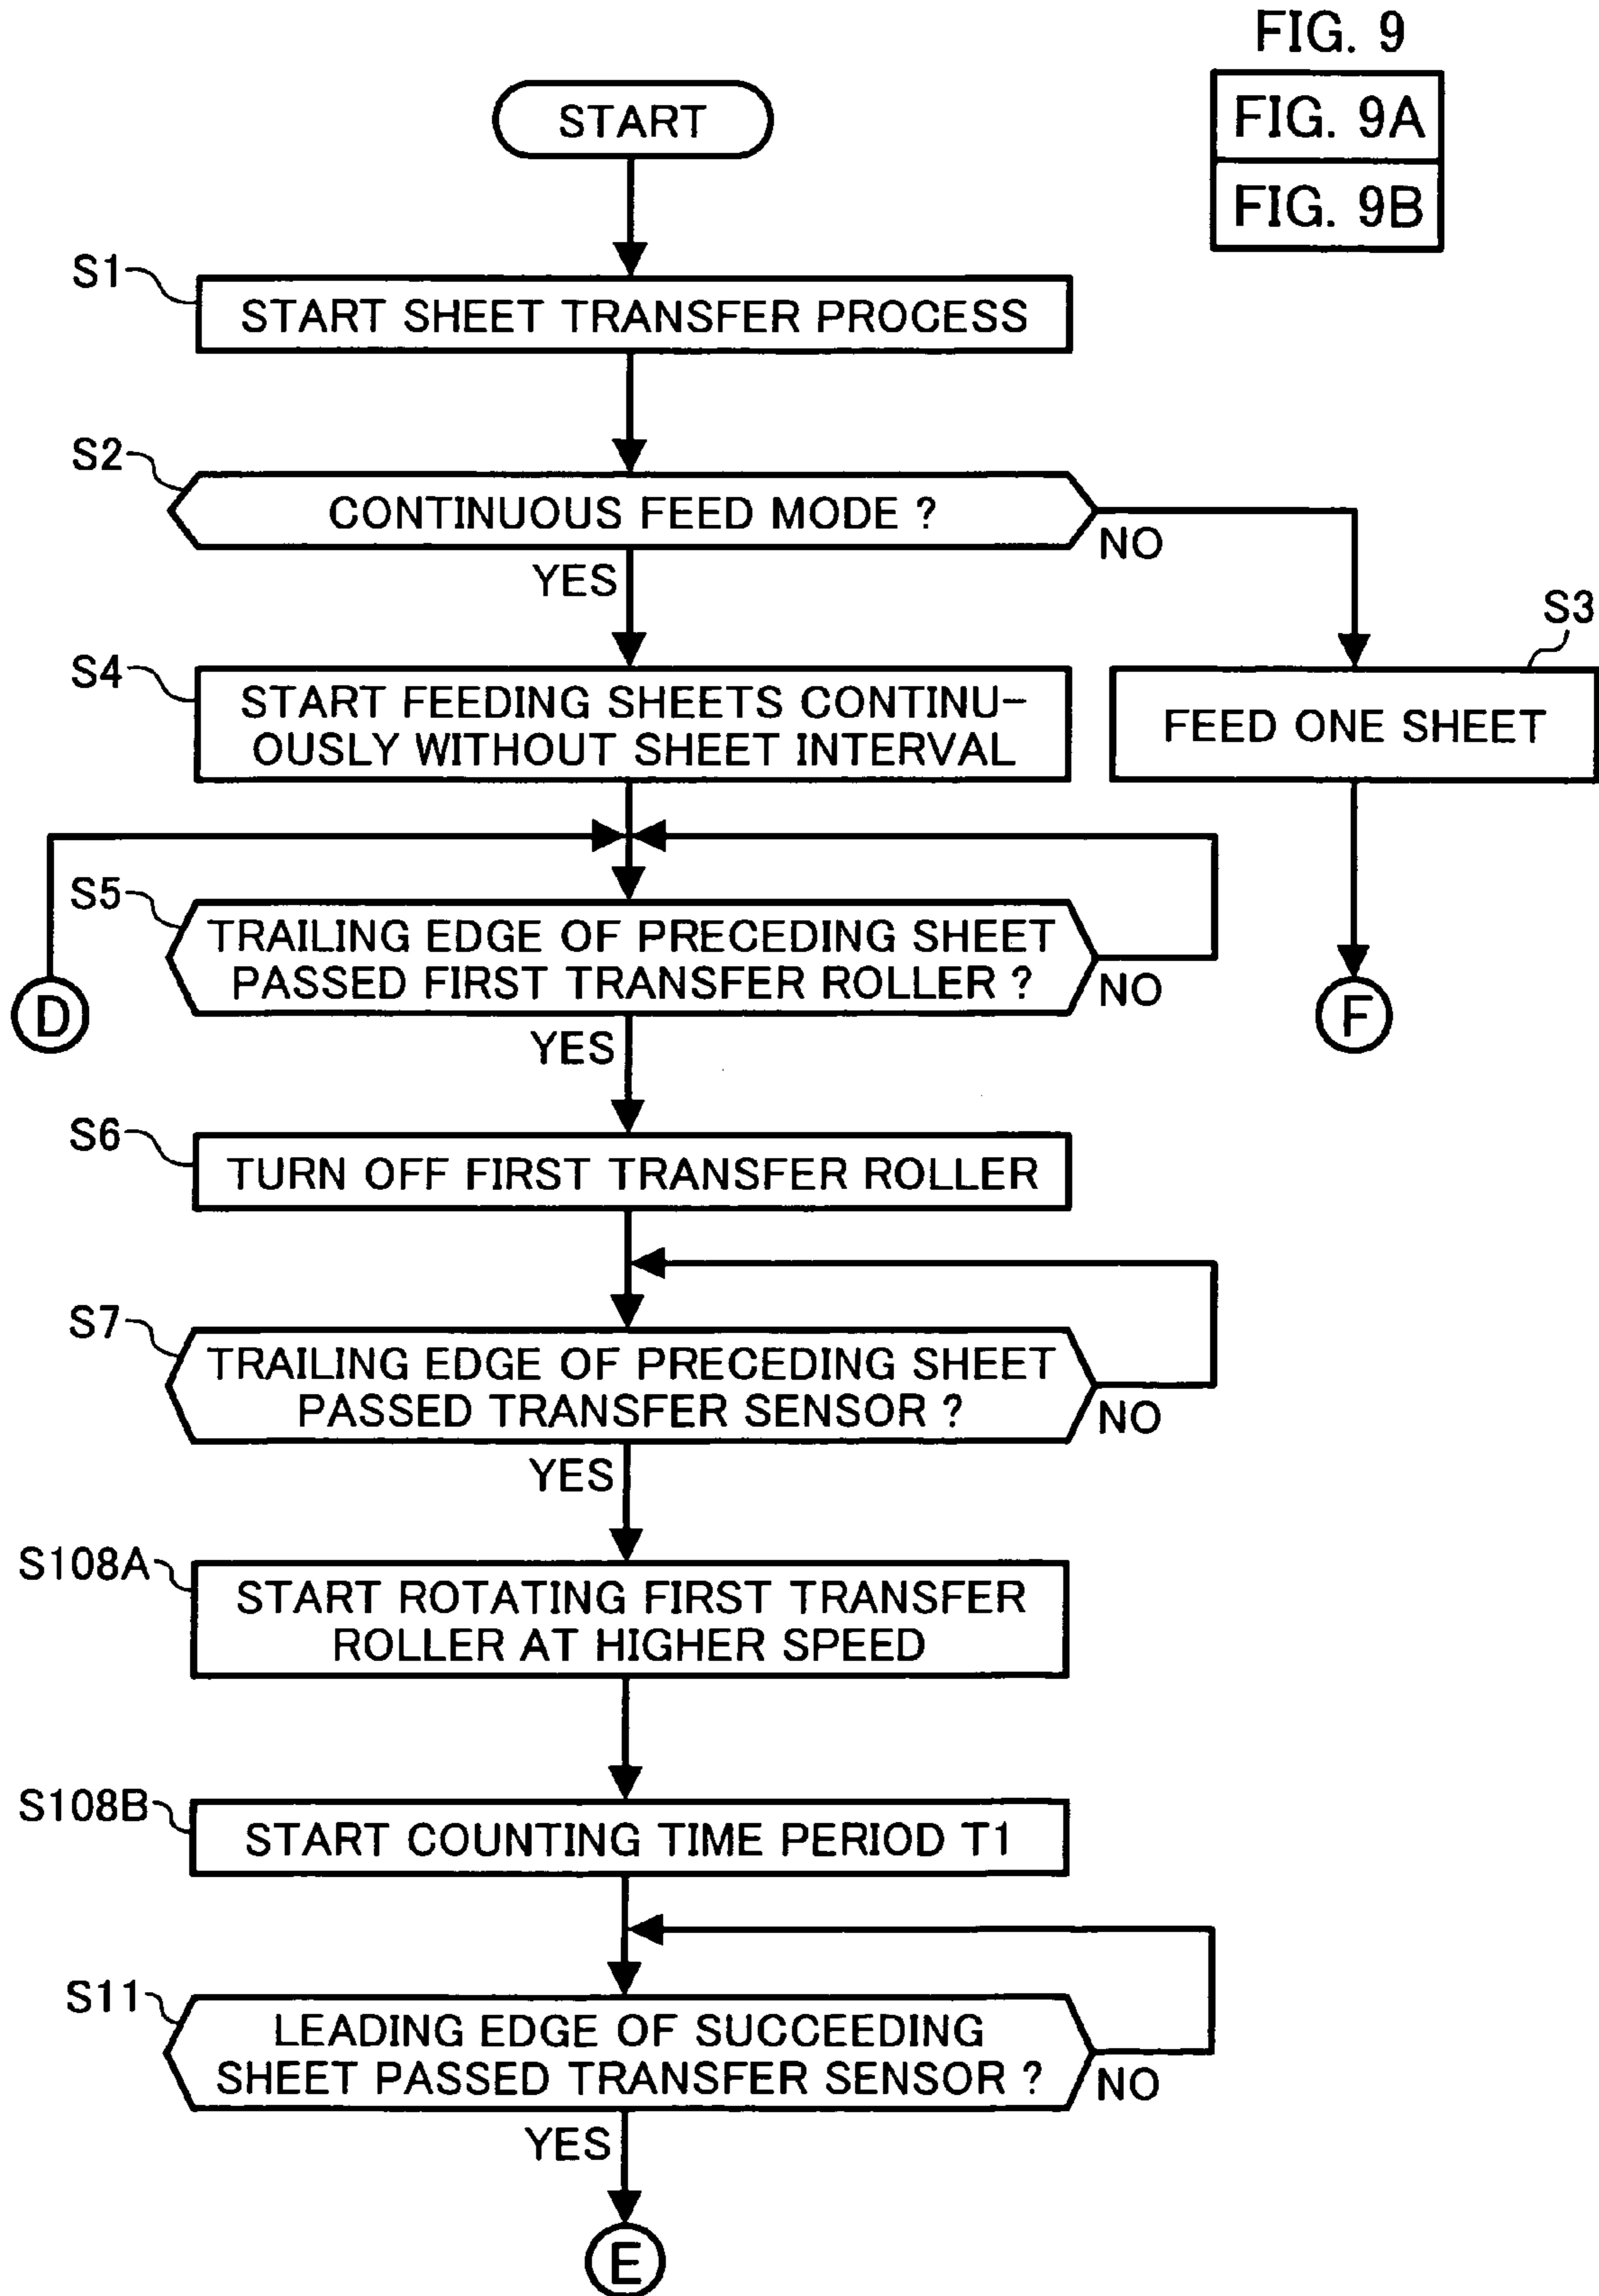 FIG. 9
FIG. 9A
FIG. 9B
START
S1
START SHEET TRANSFER PROCESS
S2
CONTINUOUS FEED MODE ?
NO
YES
S3
FEED ONE SHEET
S4
START FEEDING SHEETS CONTINU-
OUSLY WITHOUT SHEET INTERVAL
S5
TRAILING EDGE OF PRECEDING SHEET
PASSED FIRST TRANSFER ROLLER ?
NO
D
F
YES
S6
TURN OFF FIRST TRANSFER ROLLER
S7
TRAILING EDGE OF PRECEDING SHEET
PASSED TRANSFER SENSOR ?
NO
YES
S108A
START ROTATING FIRST TRANSFER
ROLLER AT HIGHER SPEED
S108B
START COUNTING TIME PERIOD T1
S11
LEADING EDGE OF SUCCEEDING
SHEET PASSED TRANSFER SENSOR ?
NO
YES
E